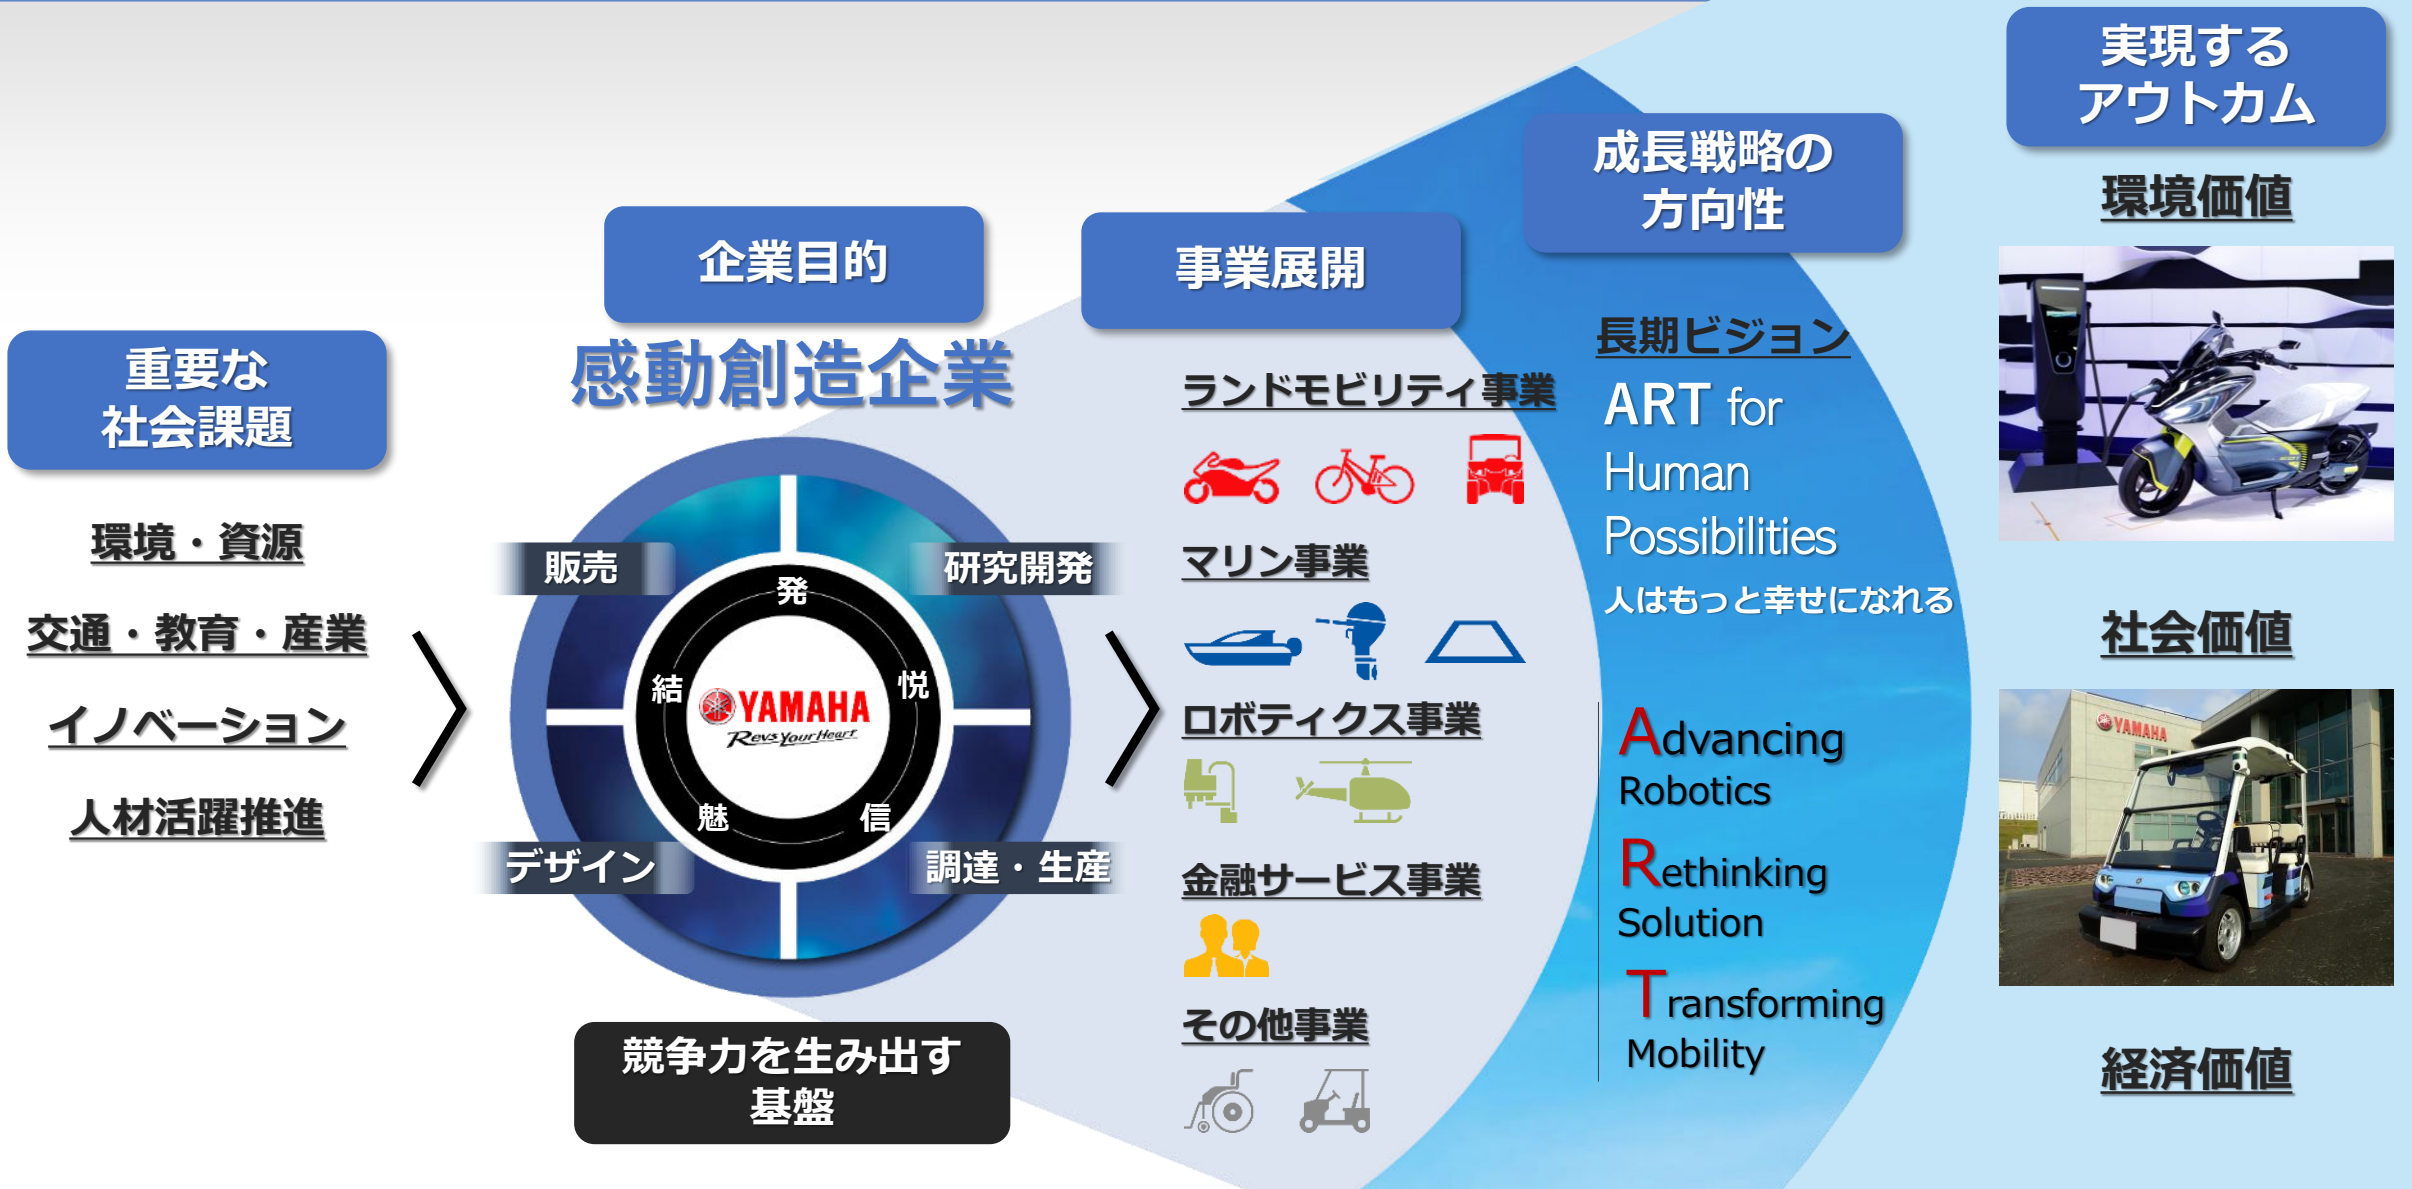 重要な
社会課題
環境・資源
交通・教育・産業
イノベーション
人材活躍推進
企業目的
感動創造企業
販売
研究開発
デザイン
調達・生産
発
悦
信
魅
結
YAMAHA
Revs Your Heart
競争力を生み出す
基盤
事業展開
ランドモビリティ事業
マリン事業
ロボティクス事業
金融サービス事業
その他事業
成長戦略の
方向性
長期ビジョン
ART for
Human
Possibilities
人はもっと幸せになれる
Advancing
Robotics
Rethinking
Solution
Transforming
Mobility
実現する
アウトカム
環境価値
社会価値
YAMAHA
経済価値